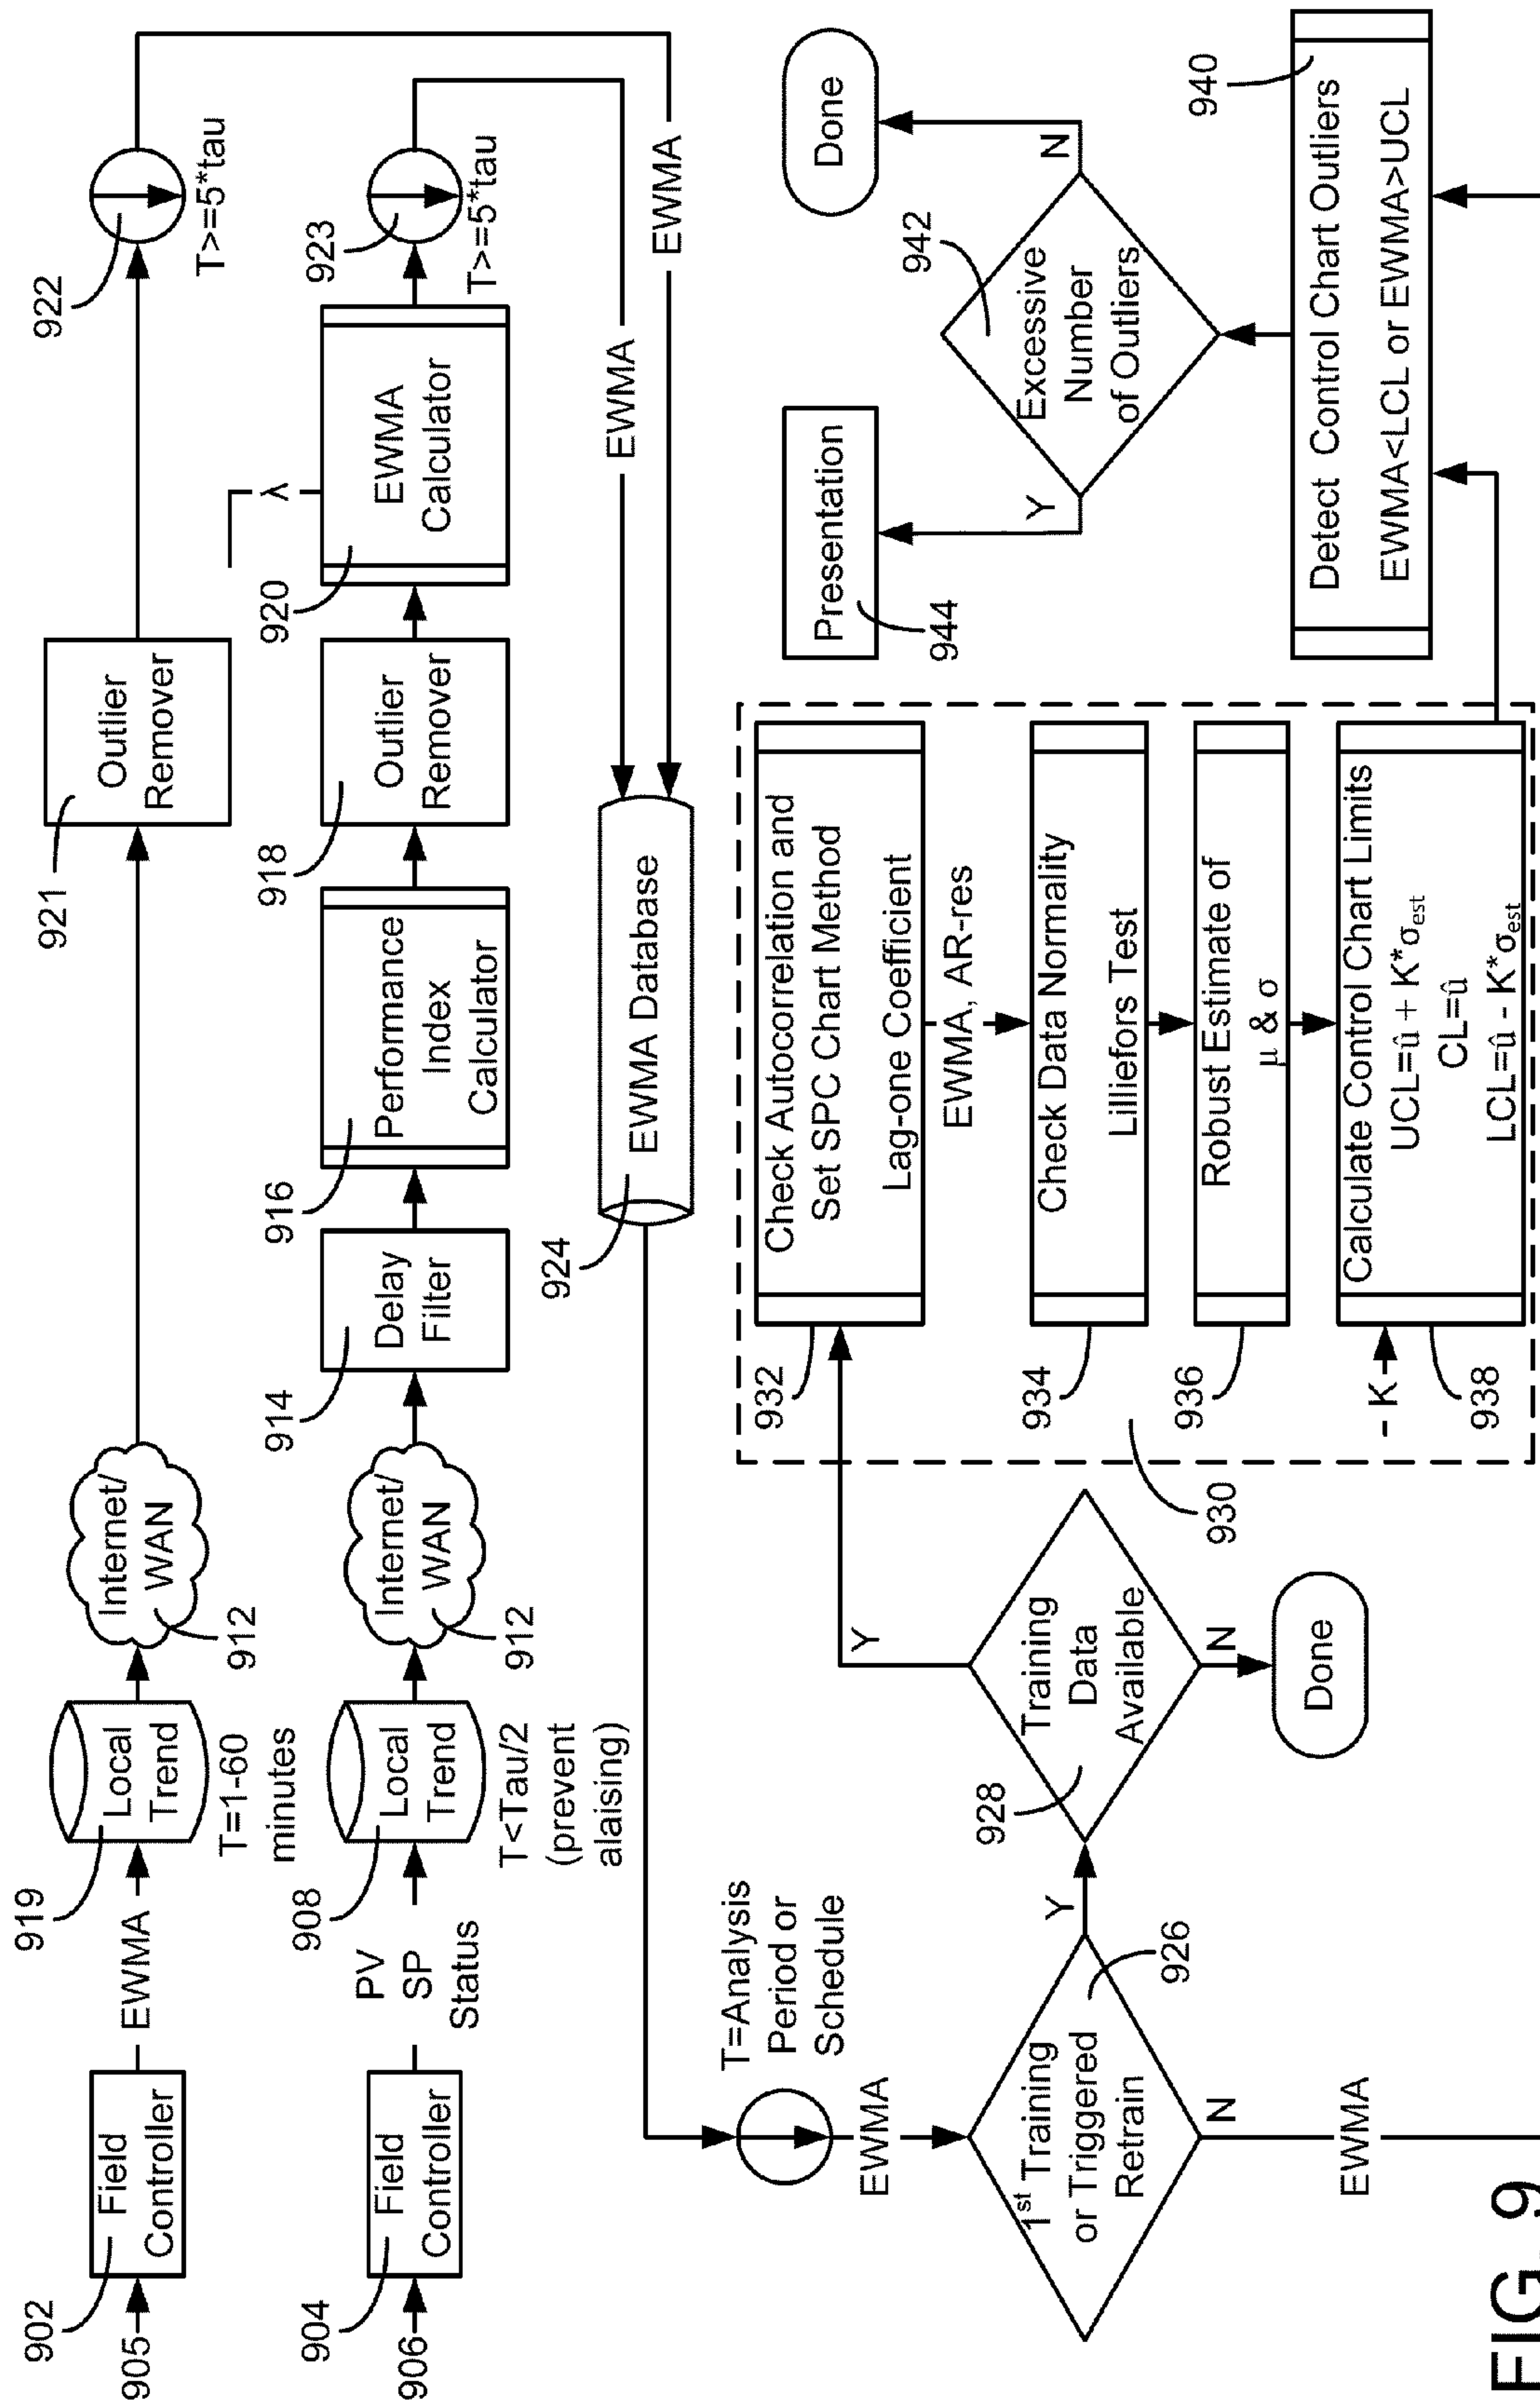 902
905
Field
Controller
EWMA
919
Local
Trend
T=1-60
minutes
Internet/
WAN
912
921
Outlier
Remover
922
T>=5*tau
904
906
Field
Controller
PV
SP
Status
908
Local
Trend
T<Tau/2
(prevent
alaising)
Internet/
WAN
912
914
Delay
Filter
916
Performance
Index
Calculator
918
Outlier
Remover
920
λ
EWMA
Calculator
923
T>=5*tau
EWMA
EWMA
924
EWMA Database
T=Analysis
Period or
Schedule
EWMA
1st Training
or Triggered
Retrain
926
Y
N
EWMA
928
Training
Data
Available
Y
N
Done
930
932
Check Autocorrelation and
Set SPC Chart Method
Lag-one Coefficient
EWMA, AR-res
934
Check Data Normality
Lilliefors Test
936
Robust Estimate of
μ & σ
K
938
Calculate Control Chart Limits
UCL=û + K*σest
CL=û
LCL=û - K*σest
940
Detect Control Chart Outliers
EWMA<LCL or EWMA>UCL
942
Excessive
Number
of Outliers
Y
N
Presentation
944
Done
FIG. 9